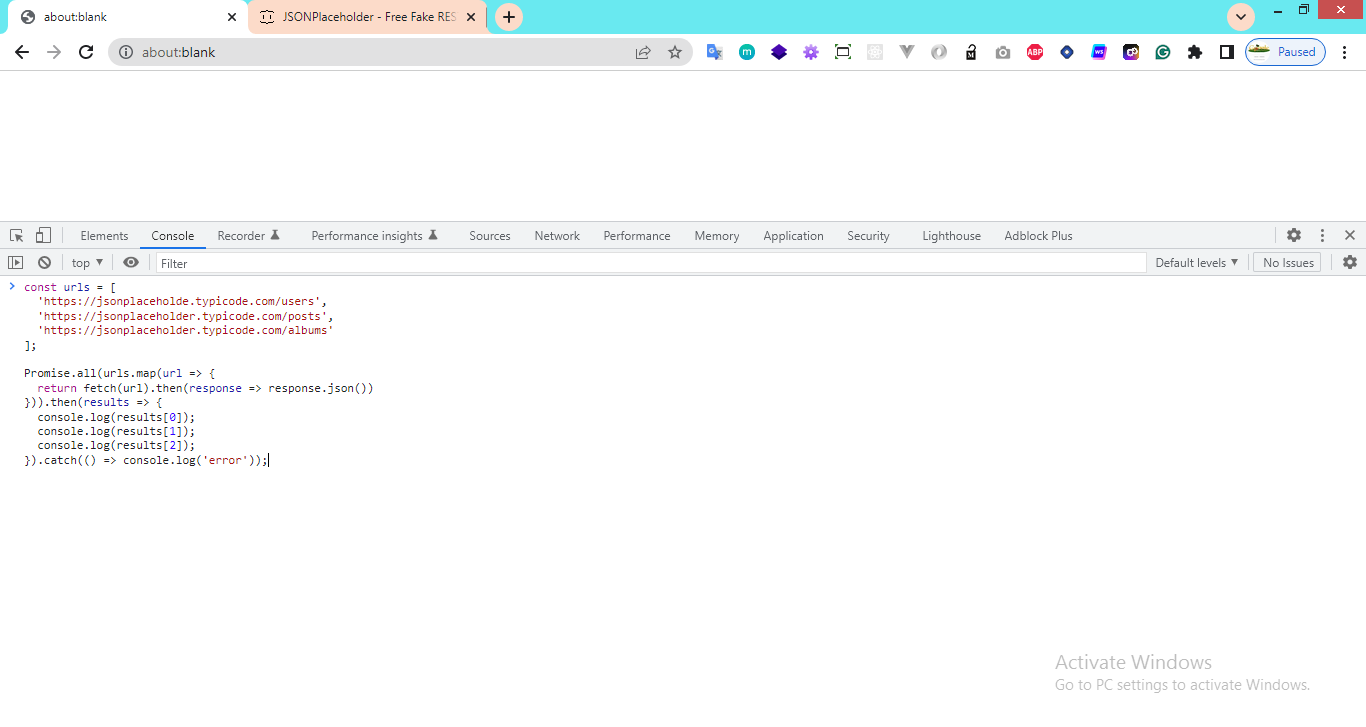 about:blank
JSONPlaceholder - Free Fake RES
about:blank
Paused
Elements Console Recorder Performance insights Sources Network Performance Memory Application Security Lighthouse Adblock Plus
top Filter Default levels No Issues
const urls = [
'https://jsonplaceholde.typicode.com/users',
'https://jsonplaceholder.typicode.com/posts',
'https://jsonplaceholder.typicode.com/albums'
];
Promise.all(urls.map(url => {
return fetch(url).then(response => response.json())
})).then(results => {
console.log(results[0]);
console.log(results[1]);
console.log(results[2]);
}).catch(() => console.log('error'));
Activate Windows
Go to PC settings to activate Windows.